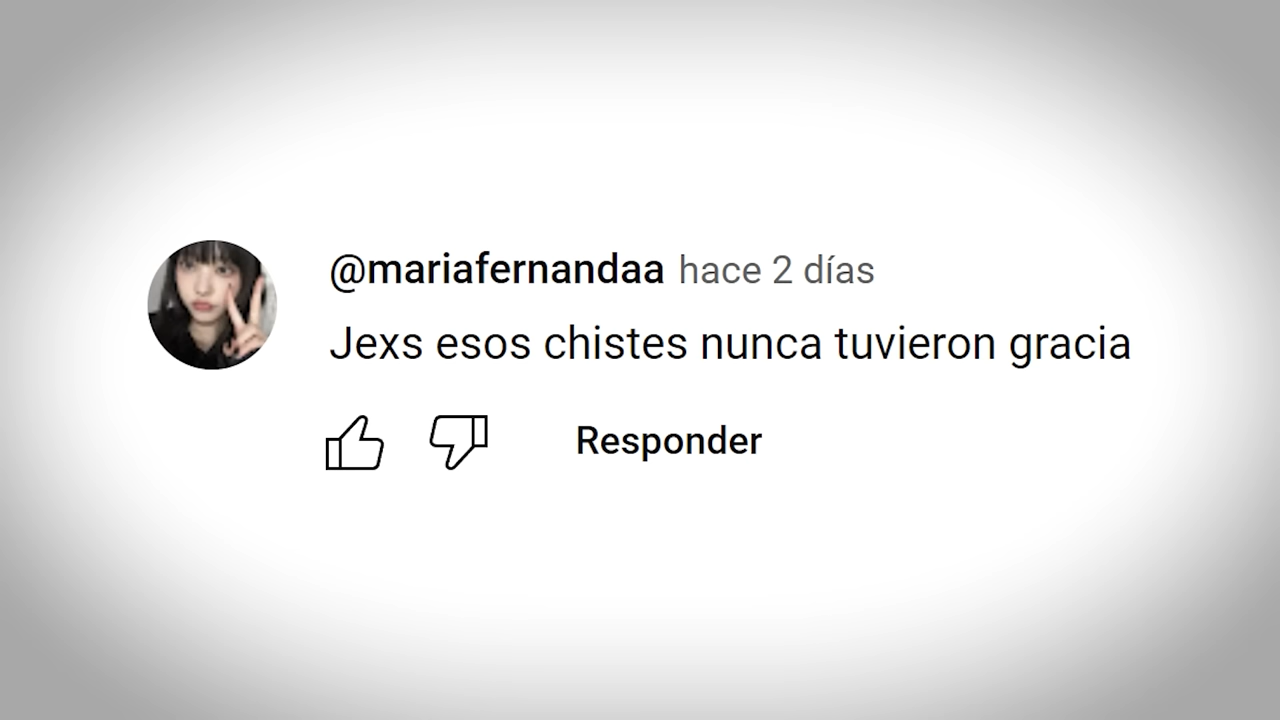 @mariafernandaa hace 2 días
Jexs esos chistes nunca tuvieron gracia
Responder